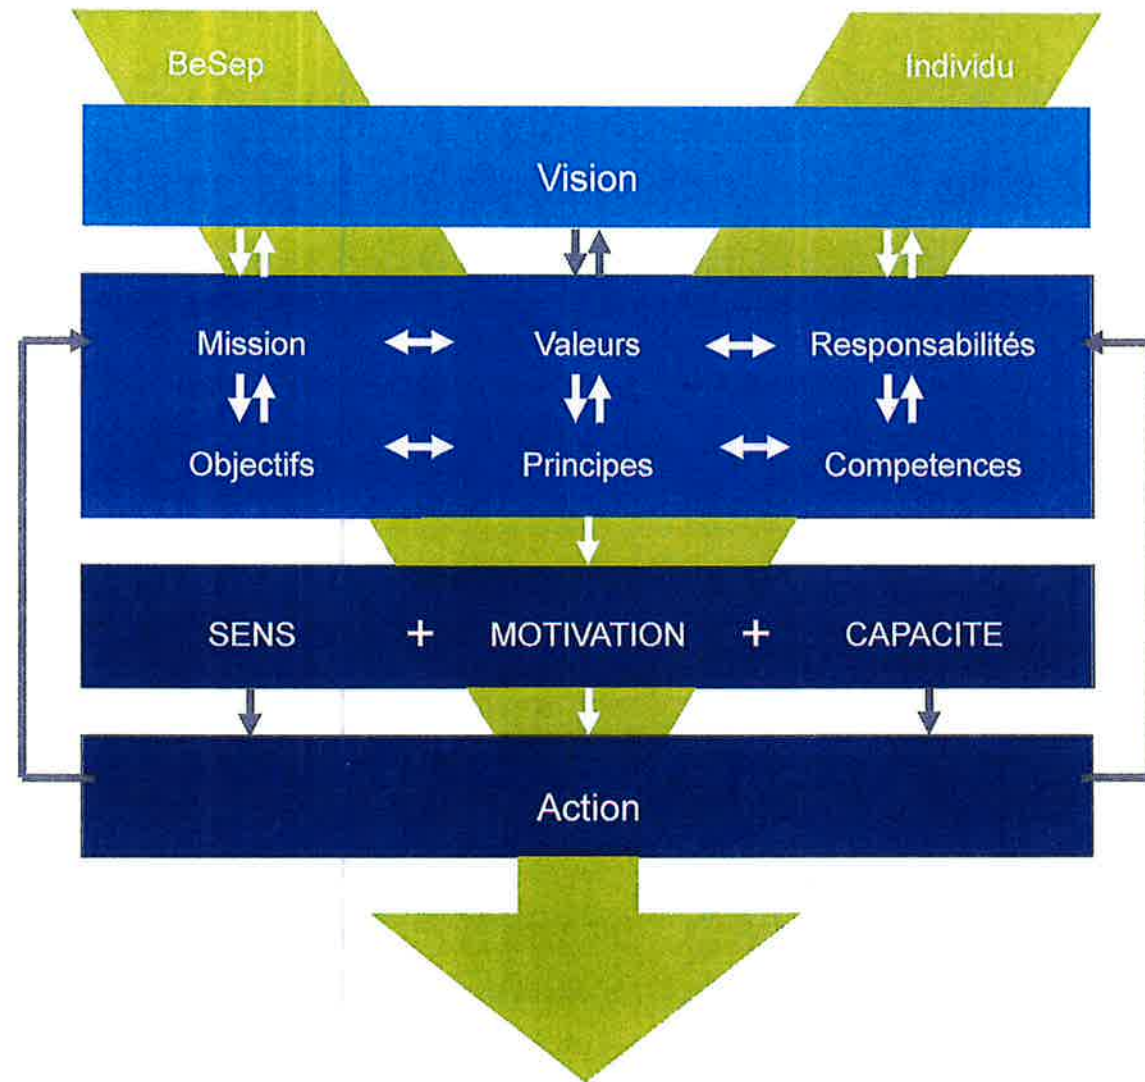 BeSep Individu
Vision
Mission Valeurs Responsabilités
Objectifs Principes Competences
SENS + MOTIVATION + CAPACITE
Action